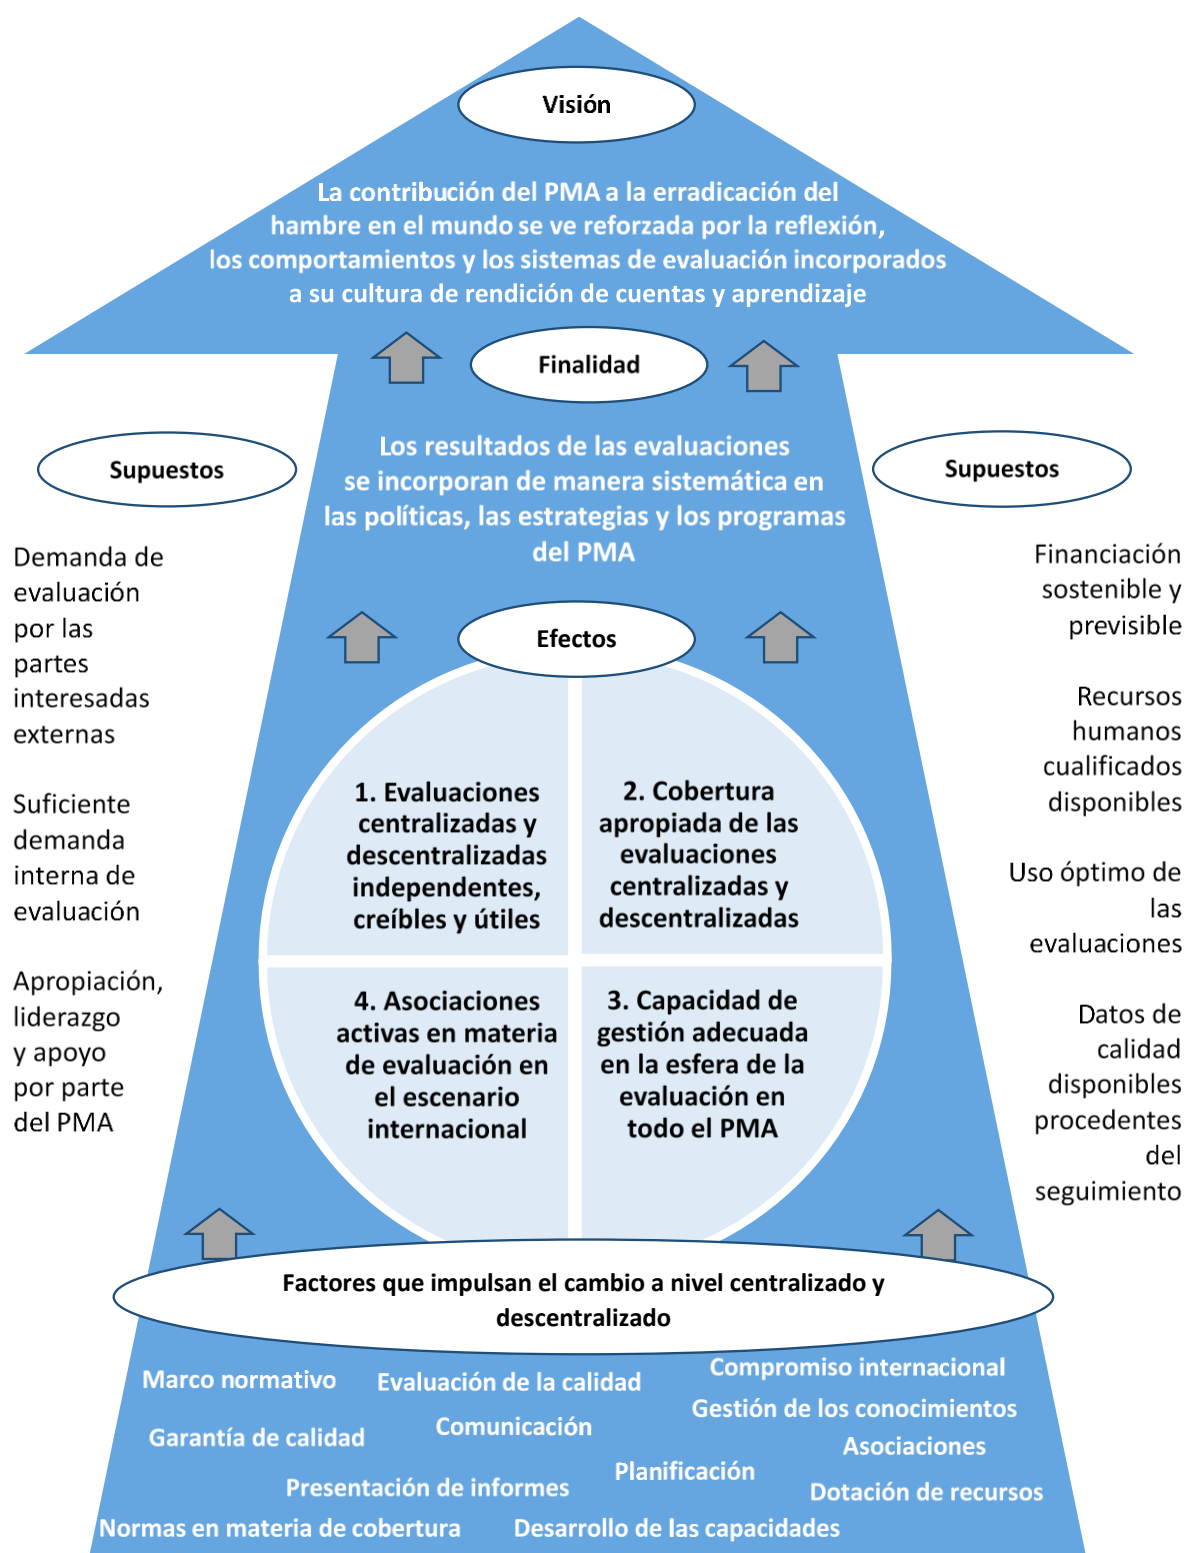 Visión
La contribución del PMA a la erradicación del
hambre en el mundo se ve reforzada por la reflexión,
los comportamientos y los sistemas de evaluación incorporados
a su cultura de rendición de cuentas y aprendizaje
Finalidad
Los resultados de las evaluaciones
se incorporan de manera sistemática en
las políticas, las estrategias y los programas
del PMA
Supuestos
Demanda de
evaluación
por las
partes
interesadas
externas
Suficiente
demanda
interna de
evaluación
Apropiación,
liderazgo
y apoyo
por parte
del PMA
Supuestos
Financiación
sostenible y
previsible
Recursos
humanos
cualificados
disponibles
Uso óptimo de
las
evaluaciones
Datos de
calidad
disponibles
procedentes
del
seguimiento
Efectos
1. Evaluaciones
centralizadas y
descentralizadas
independentes,
creíbles y útiles
2. Cobertura
apropiada de las
evaluaciones
centralizadas y
descentralizadas
4. Asociaciones
activas en materia
de evaluación en
el escenario
internacional
3. Capacidad de
gestión adecuada
en la esfera de la
evaluación en
todo el PMA
Factores que impulsan el cambio a nivel centralizado y
descentralizado
Marco normativo
Evaluación de la calidad
Compromiso internacional
Gestión de los conocimientos
Garantía de calidad
Comunicación
Asociaciones
Planificación
Presentación de informes
Dotación de recursos
Normas en materia de cobertura
Desarrollo de las capacidades